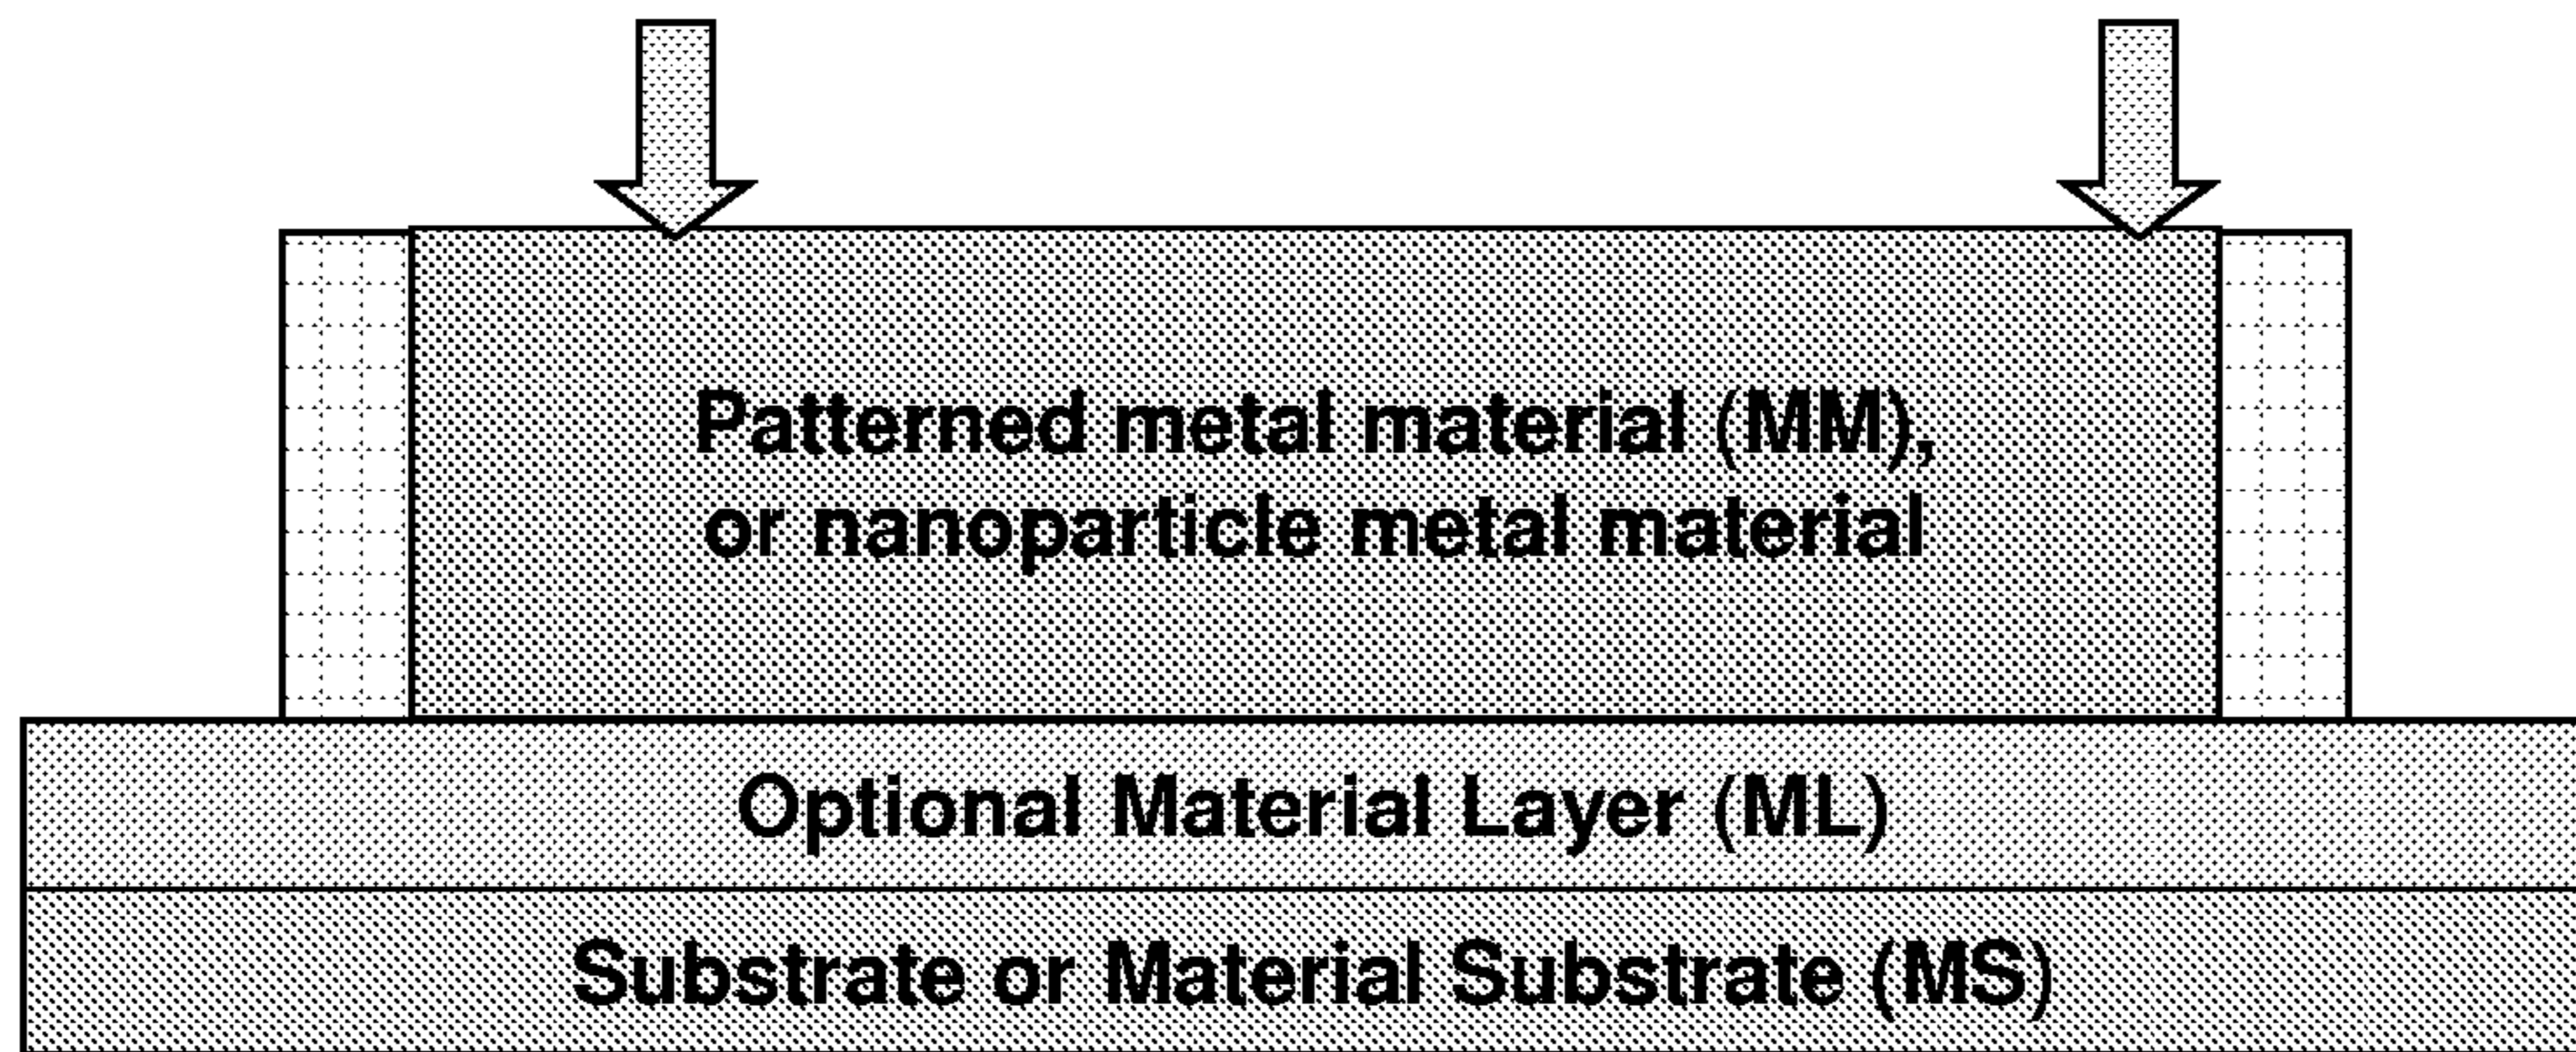 Patterned metal material (MM),
or nanoparticle metal material
Optional Material Layer (ML)
Substrate or Material Substrate (MS)